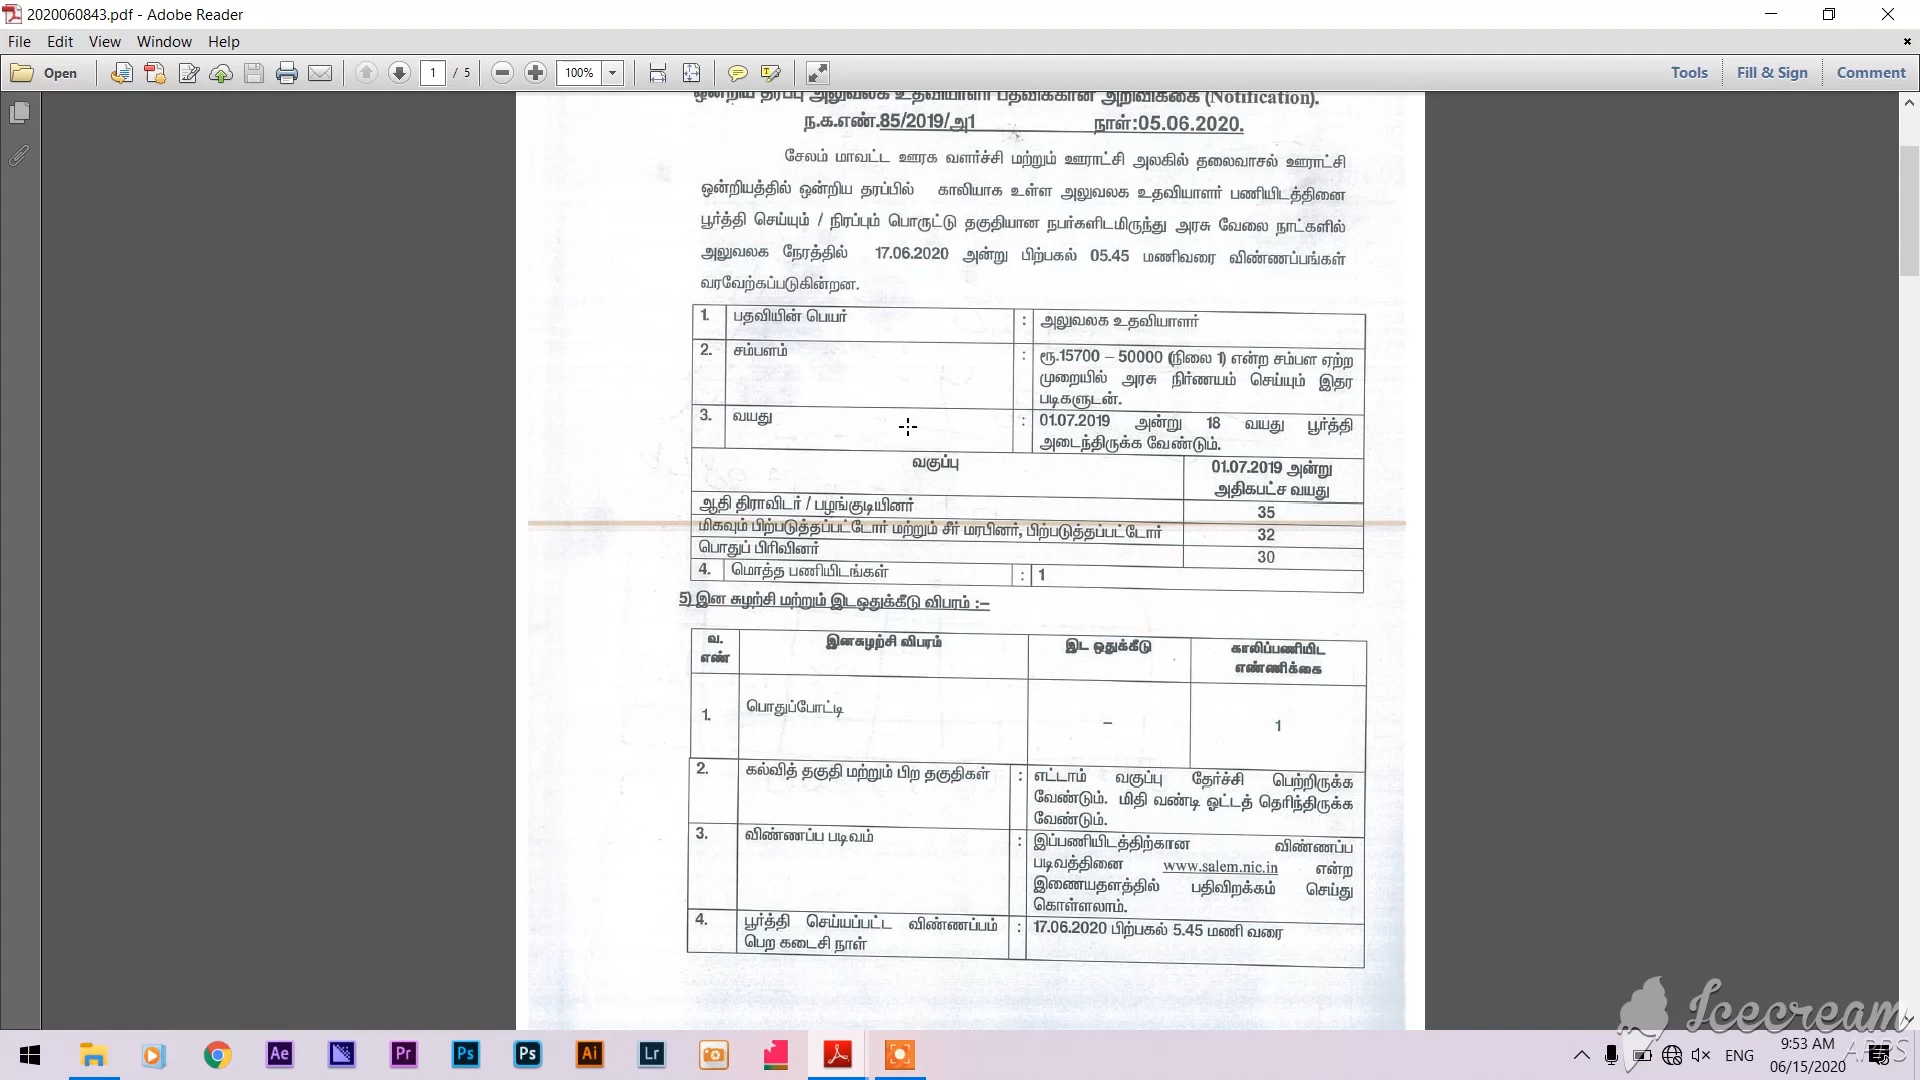 2020060843.pdf - Adobe Reader
File Edit View Window Help
Open 1 / 5 100% Tools Fill & Sign Comment
ஒன்றிய தரப்பு அலுவலக உதவியாளர் பதவிக்கான அறிவிக்கை (Notification).
ந.க.எண்.85/2019/அ1 நாள்:05.06.2020.
சேலம் மாவட்ட ஊரக வளர்ச்சி மற்றும் ஊராட்சி அலகில் தலைவாசல் ஊராட்சி
ஒன்றியத்தில் ஒன்றிய தரப்பில் காலியாக உள்ள அலுவலக உதவியாளர் பணியிடத்தினை
பூர்த்தி செய்யும் / நிரப்பும் பொருட்டு தகுதியான நபர்களிடமிருந்து அரசு வேலை நாட்களில்
அலுவலக நேரத்தில் 17.06.2020 அன்று பிற்பகல் 05.45 மணிவரை விண்ணப்பங்கள்
வரவேற்கப்படுகின்றன.
1. பதவியின் பெயர் : அலுவலக உதவியாளர்
2. சம்பளம் : ரூ.15700 – 50000 (நிலை 1) என்ற சம்பள ஏற்ற
முறையில் அரசு நிர்ணயம் செய்யும் இதர
படிகளுடன்.
3. வயது : 01.07.2019 அன்று 18 வயது பூர்த்தி
அடைந்திருக்க வேண்டும்.
வகுப்பு 01.07.2019 அன்று
அதிகபட்ச வயது
ஆதி திராவிடர் / பழங்குடியினர் 35
மிகவும் பிற்படுத்தப்பட்டோர் மற்றும் சீர் மரபினர், பிற்படுத்தப்பட்டோர் 32
பொதுப் பிரிவினர் 30
4. மொத்த பணியிடங்கள் : 1
5) இன சுழற்சி மற்றும் இடஒதுக்கீடு விபரம் :–
வ.
எண் இனசுழற்சி விபரம் இட ஒதுக்கீடு காலிப்பணியிட
எண்ணிக்கை
1. பொதுப்போட்டி – 1
2. கல்வித் தகுதி மற்றும் பிற தகுதிகள் : எட்டாம் வகுப்பு தேர்ச்சி பெற்றிருக்க
வேண்டும். மிதி வண்டி ஓட்டத் தெரிந்திருக்க
வேண்டும்.
3. விண்ணப்ப படிவம் : இப்பணியிடத்திற்கான விண்ணப்ப
படிவத்தினை www.salem.nic.in என்ற
இணையதளத்தில் பதிவிறக்கம் செய்து
கொள்ளலாம்.
4. பூர்த்தி செய்யப்பட்ட விண்ணப்பம் : 17.06.2020 பிற்பகல் 5.45 மணி வரை
பெற கடைசி நாள்
Icecream
APPS
Ae Pr Ps Ps Ai Lr
ENG 9:53 AM
06/15/2020